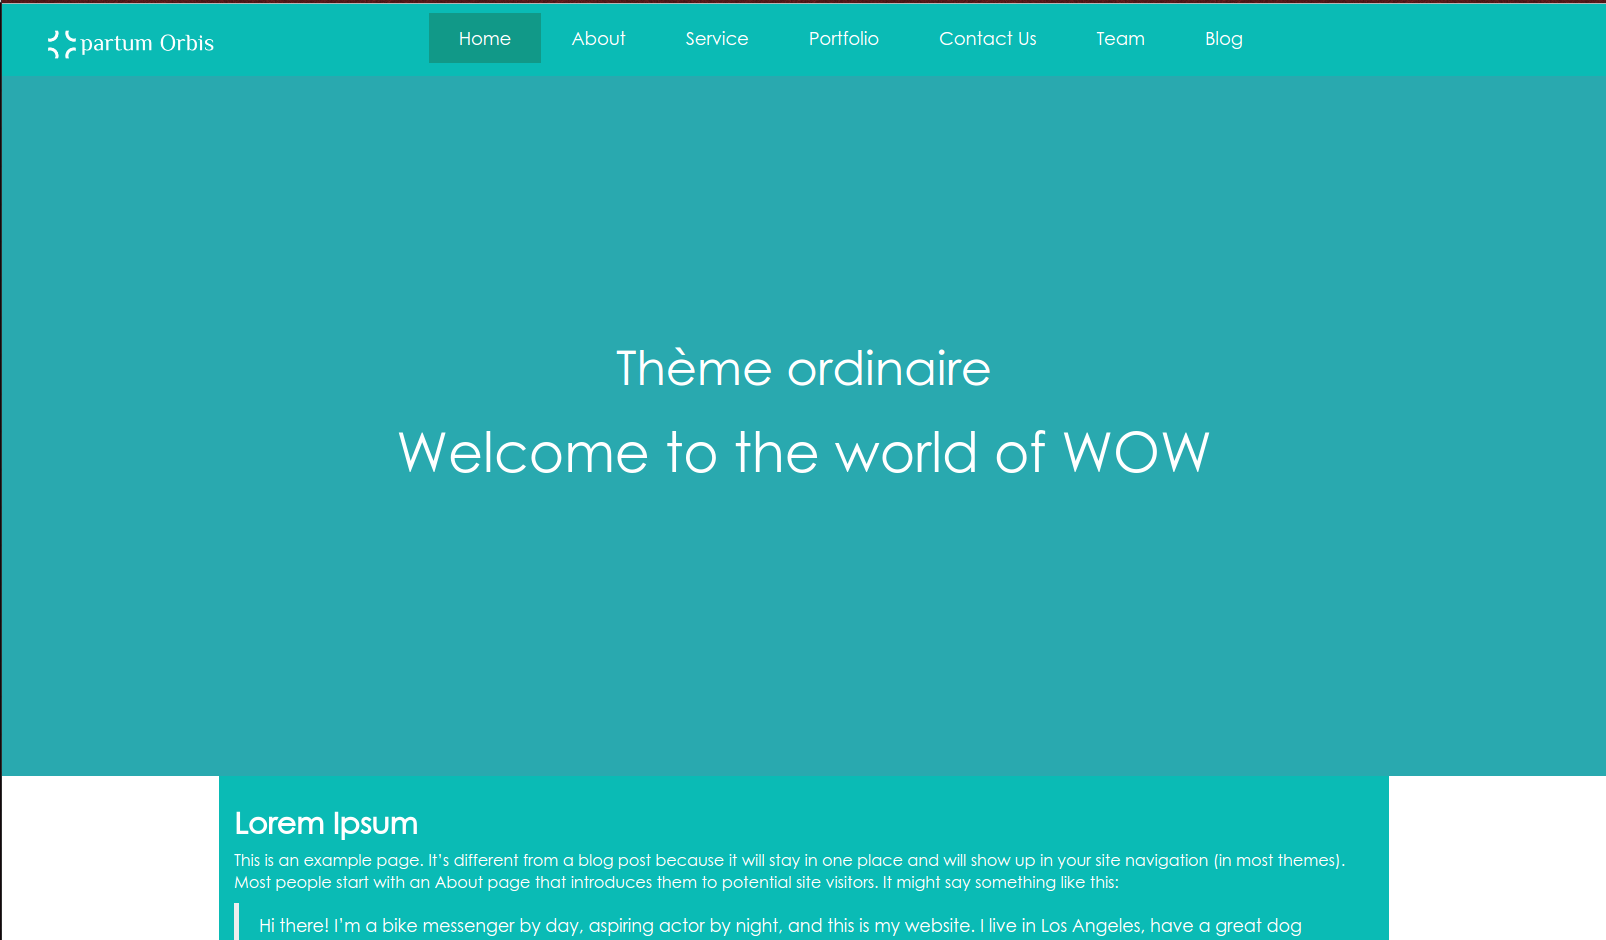 partum Orbis
Home About Service Portfolio Contact Us Team Blog
Thème ordinaire
Welcome to the world of WOW
Lorem Ipsum
This is an example page. It’s different from a blog post because it will stay in one place and will show up in your site navigation (in most themes).
Most people start with an About page that introduces them to potential site visitors. It might say something like this:
Hi there! I’m a bike messenger by day, aspiring actor by night, and this is my website. I live in Los Angeles, have a great dog